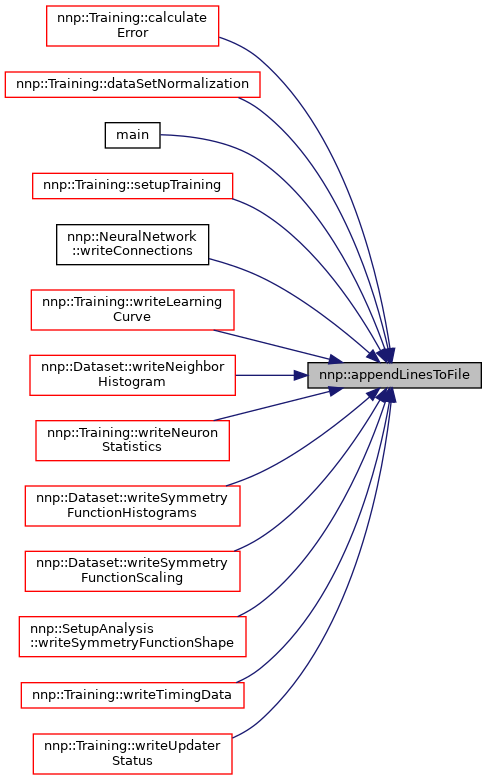 nnp::Training::calculate
Error
nnp::Training::dataSetNormalization
main
nnp::Training::setupTraining
nnp::NeuralNetwork
::writeConnections
nnp::Training::writeLearning
Curve
nnp::Dataset::writeNeighbor
Histogram
nnp::appendLinesToFile
nnp::Training::writeNeuron
Statistics
nnp::Dataset::writeSymmetry
FunctionHistograms
nnp::Dataset::writeSymmetry
FunctionScaling
nnp::SetupAnalysis
::writeSymmetryFunctionShape
nnp::Training::writeTimingData
nnp::Training::writeUpdater
Status